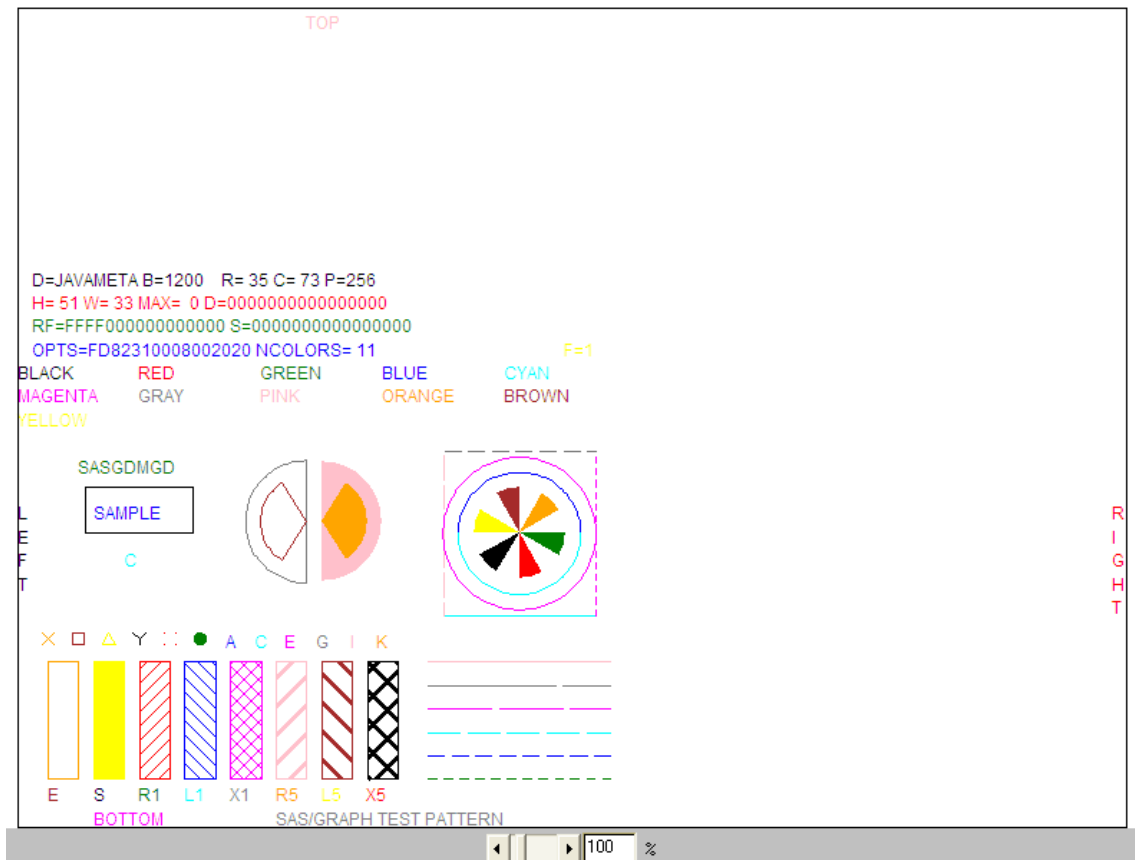 TOP
D=JAVAMETA B=1200 R= 35 C= 73 P=256
H= 51 W= 33 MAX= 0 D=0000000000000000
RF=FFFF000000000000 S=0000000000000000
OPTS=FD82310008002020 NCOLORS= 11 F=1
BLACK RED GREEN BLUE CYAN
MAGENTA GRAY PINK ORANGE BROWN
YELLOW
SASGDMGD
SAMPLE
C
LEFT
RIGHT
A C E G I K
E S R1 L1 X1 R5 L5 X5
BOTTOM SAS/GRAPH TEST PATTERN
100 %